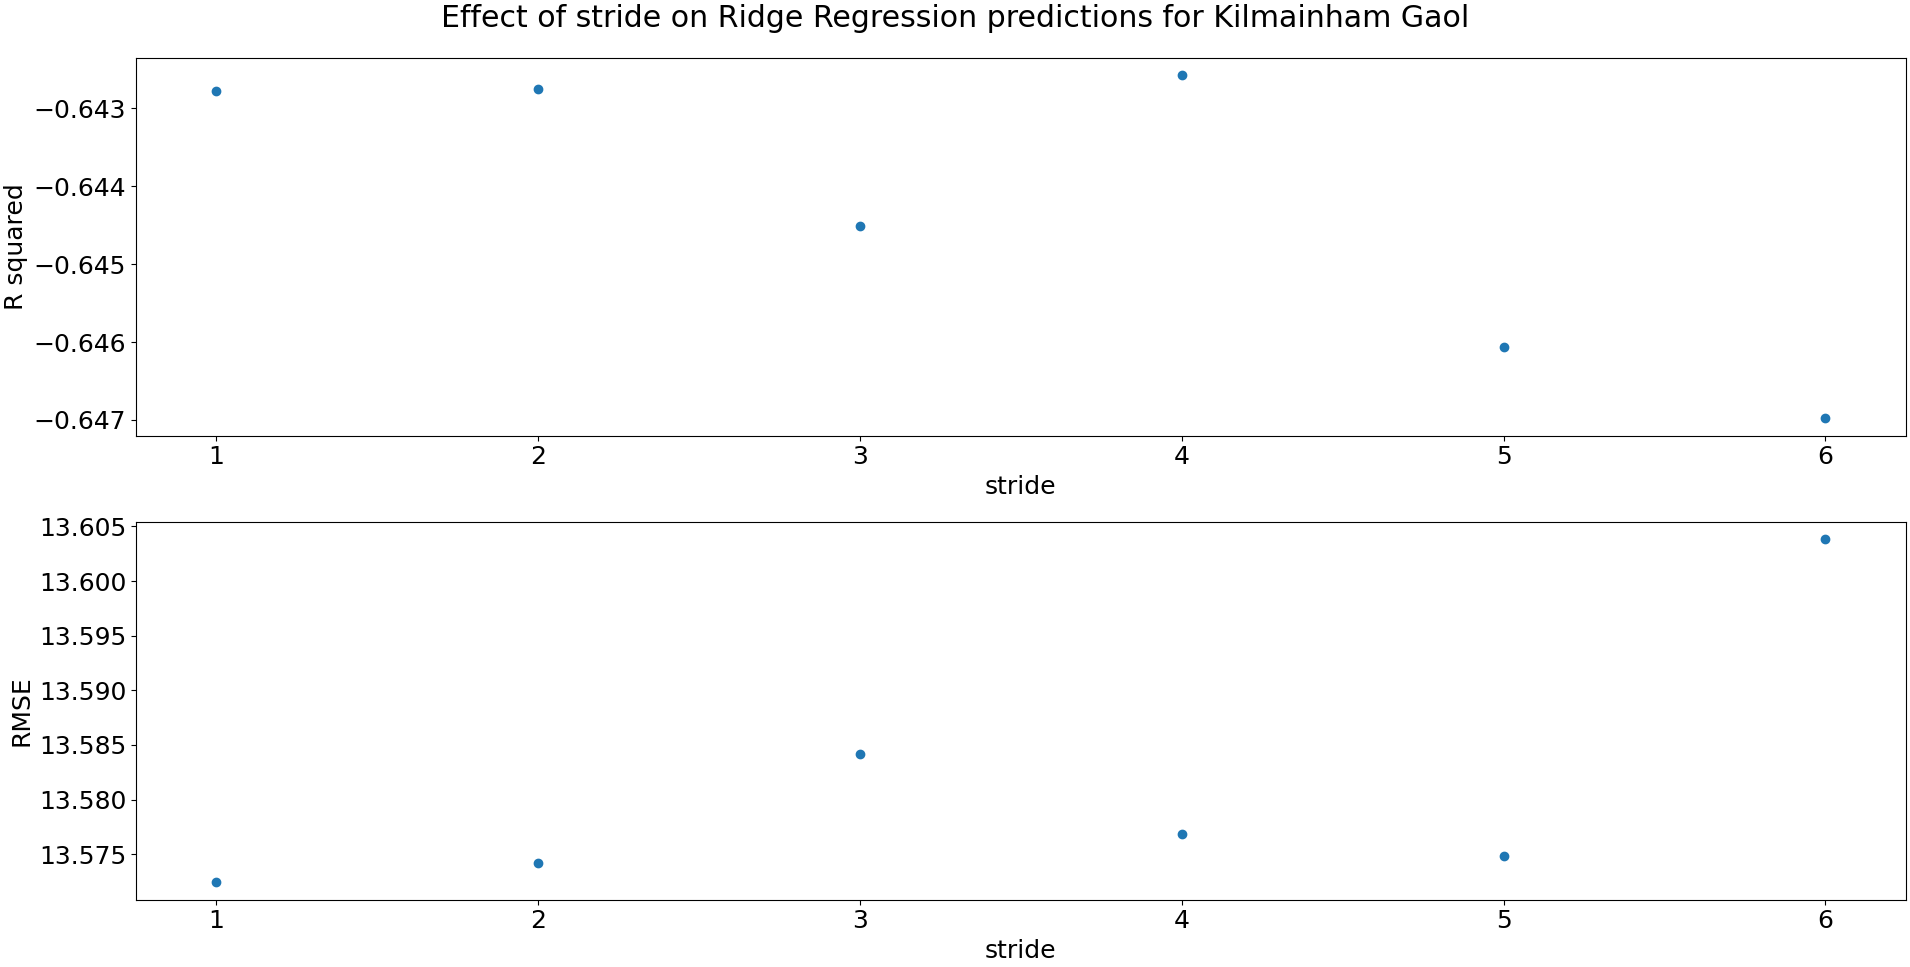 Effect of stride on Ridge Regression predictions for Kilmainham Gaol
R squared
−0.643
−0.644
−0.645
−0.646
−0.647
1 2 3 4 5 6
stride
RMSE
13.605
13.600
13.595
13.590
13.585
13.580
13.575
1 2 3 4 5 6
stride